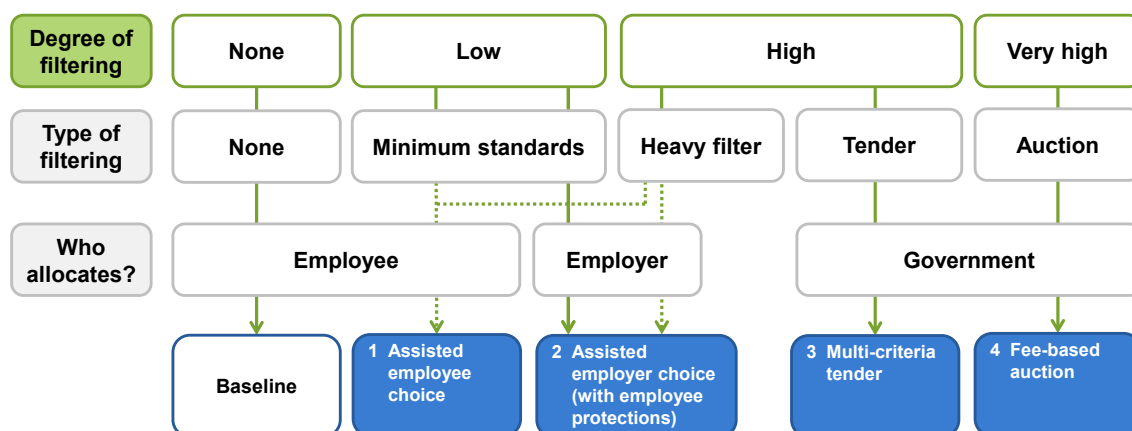 Degree of
filtering
None
Low
High
Very high
Type of
filtering
None
Minimum standards
Heavy filter
Tender
Auction
Who
allocates?
Employee
Employer
Government
Baseline
1 Assisted
employee
choice
2 Assisted
employer choice
(with employee
protections)
3 Multi-criteria
tender
4 Fee-based
auction